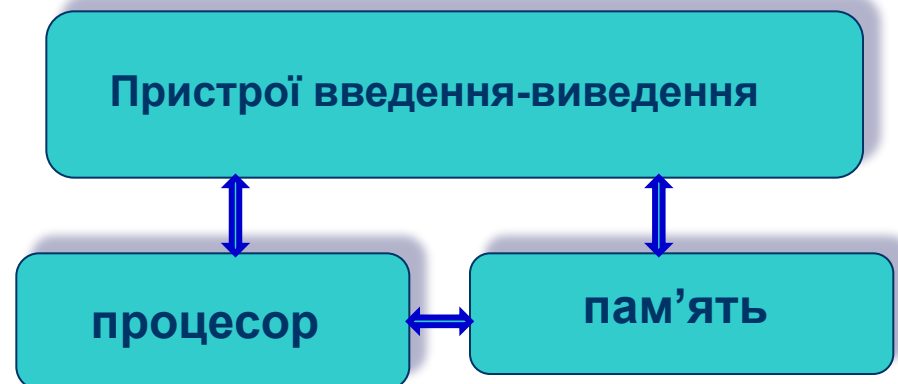 Пристрої введення-виведення
процесор
пам’ять